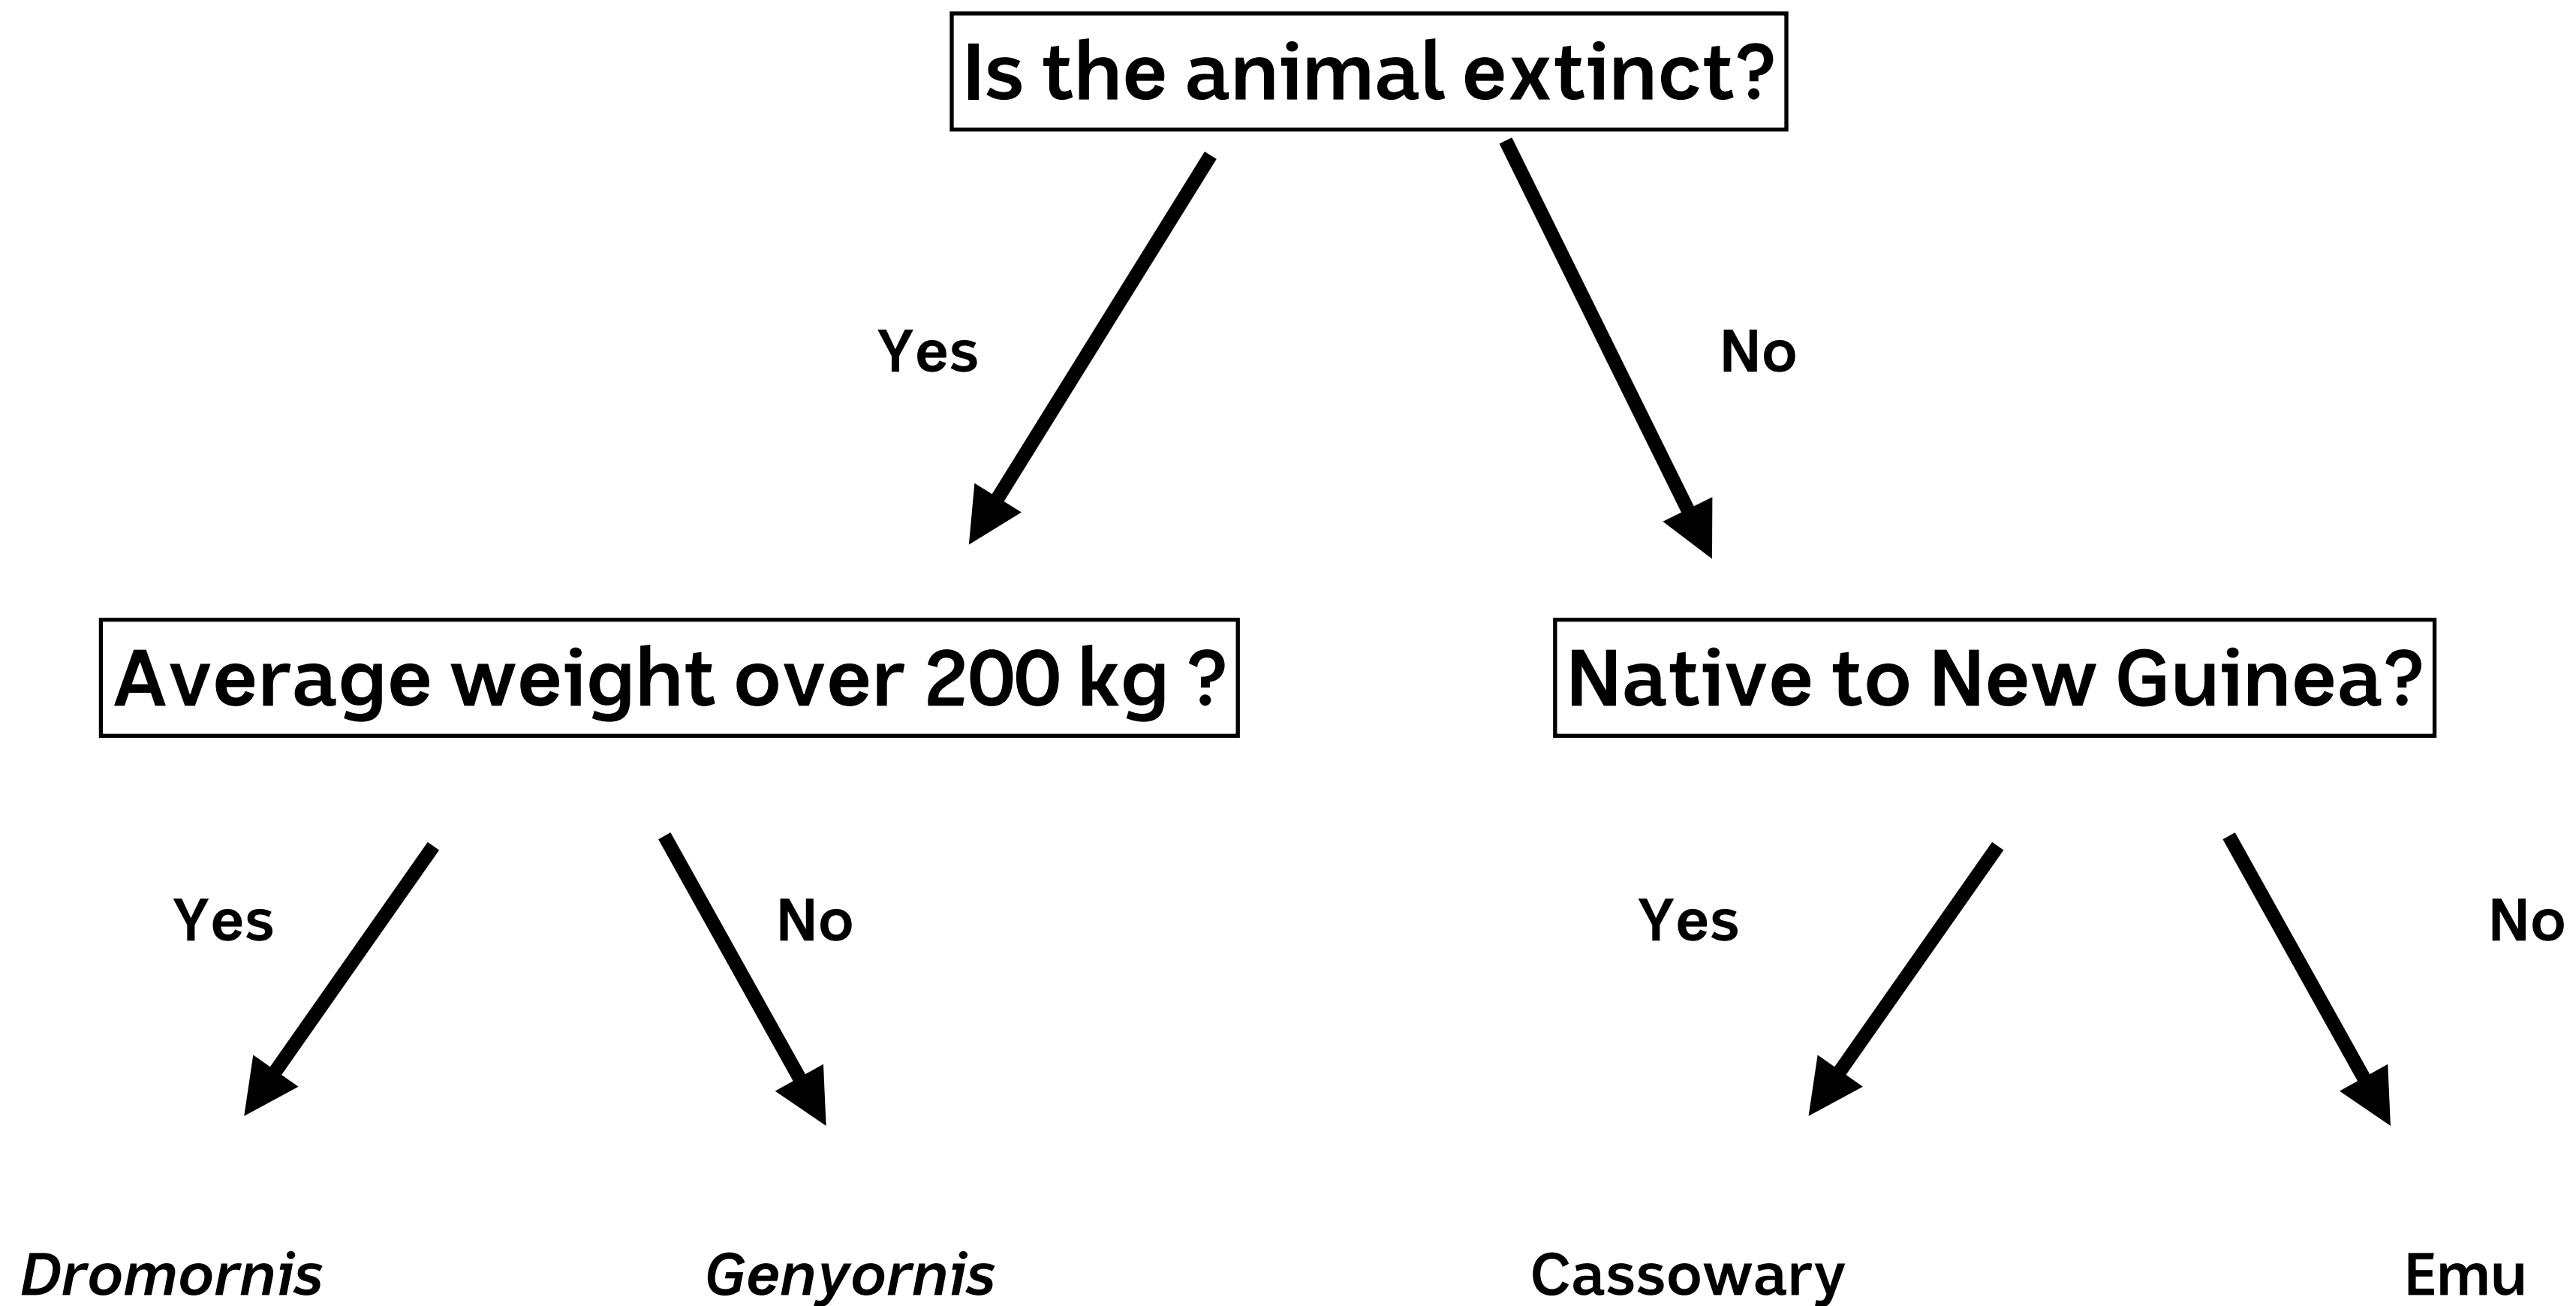 Is the animal extinct?
Yes
No
Average weight over 200 kg ?
Native to New Guinea?
Yes
No
Yes
No
Dromornis
Genyornis
Cassowary
Emu